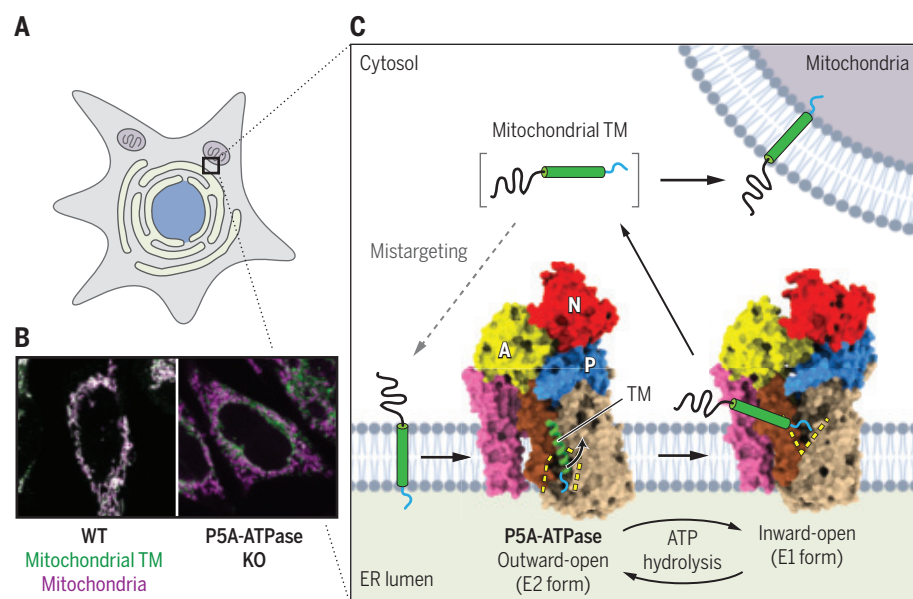 A
B
WT
Mitochondrial TM
Mitochondria
P5A-ATPase
KO
C
Cytosol
Mitochondria
Mitochondrial TM
Mistargeting
N
A
P
TM
P5A-ATPase
Outward-open
(E2 form)
ATP
hydrolysis
Inward-open
(E1 form)
ER lumen